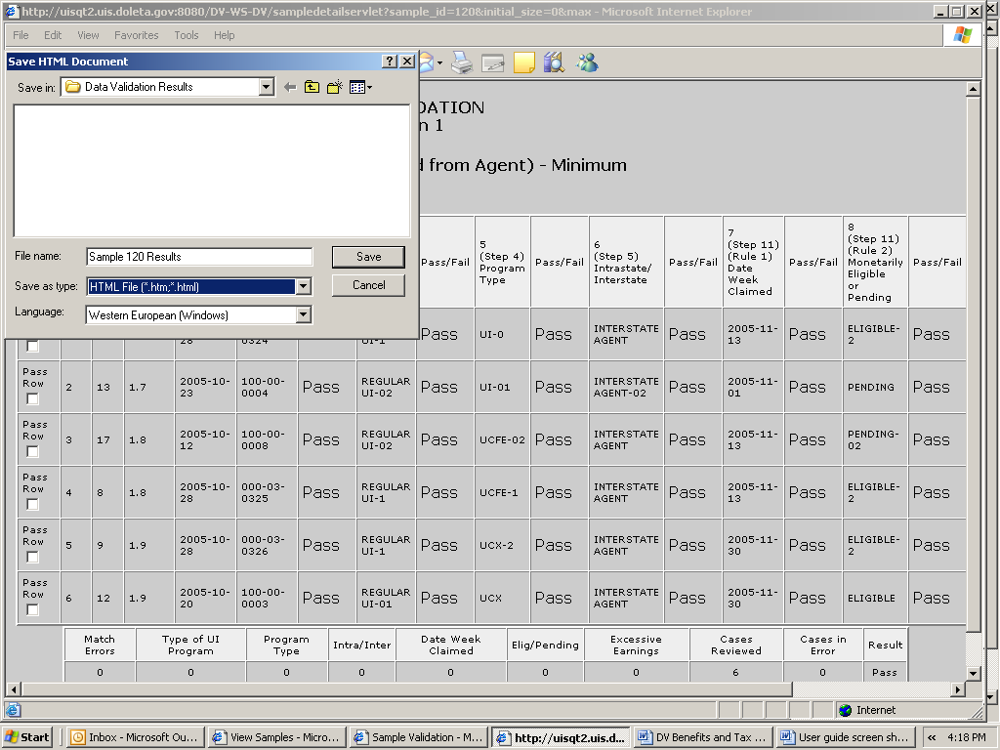 http://uisqt2.uis.doleta.gov:8080/DV-WS-DV/sampledetailservlet?sample_id=120&initial_size=0&max - Microsoft Internet Explorer
File Edit View Favorites Tools Help
Save HTML Document
Save in: Data Validation Results
File name: Sample 120 Results Save
Save as type: HTML File (*.htm;*.html) Cancel
Language: Western European (Windows)
DATION
n 1
d from Agent) - Minimum
Pass/Fail
5
(Step 4)
Program
Type
Pass/Fail
6
(Step 5)
Intrastate/
Interstate
Pass/Fail
7
(Step 11)
(Rule 1)
Date
Week
Claimed
Pass/Fail
8
(Step 11)
(Rule 2)
Monetarily
Eligible
or
Pending
Pass/Fail
28 0324 UI-1 Pass UI-0 Pass INTERSTATE AGENT Pass 2005-11-13 Pass ELIGIBLE-2 Pass
Pass Row 2 13 1.7 2005-10-23 100-00-0004 Pass REGULAR UI-02 Pass UI-01 Pass INTERSTATE AGENT-02 Pass 2005-11-01 Pass PENDING Pass
Pass Row 3 17 1.8 2005-10-12 100-00-0008 Pass REGULAR UI-02 Pass UCFE-02 Pass INTERSTATE AGENT Pass 2005-11-13 Pass PENDING-02 Pass
Pass Row 4 8 1.8 2005-10-28 000-03-0325 Pass REGULAR UI-1 Pass UCFE-1 Pass INTERSTATE AGENT Pass 2005-11-13 Pass ELIGIBLE-2 Pass
Pass Row 5 9 1.9 2005-10-28 000-03-0326 Pass REGULAR UI-1 Pass UCX-2 Pass INTERSTATE AGENT Pass 2005-11-30 Pass ELIGIBLE-2 Pass
Pass Row 6 12 1.9 2005-10-20 100-00-0003 Pass REGULAR UI-01 Pass UCX Pass INTERSTATE AGENT Pass 2005-11-30 Pass ELIGIBLE Pass
Match Errors Type of UI Program Program Type Intra/Inter Date Week Claimed Elig/Pending Excessive Earnings Cases Reviewed Cases in Error Result
0 0 0 0 0 0 0 6 0 Pass
Internet
Start Inbox - Microsoft Ou... View Samples - Micro... Sample Validation - M... http://uisqt2.uis.d... DV Benefits and Tax ... User guide screen sh... « 4:18 PM